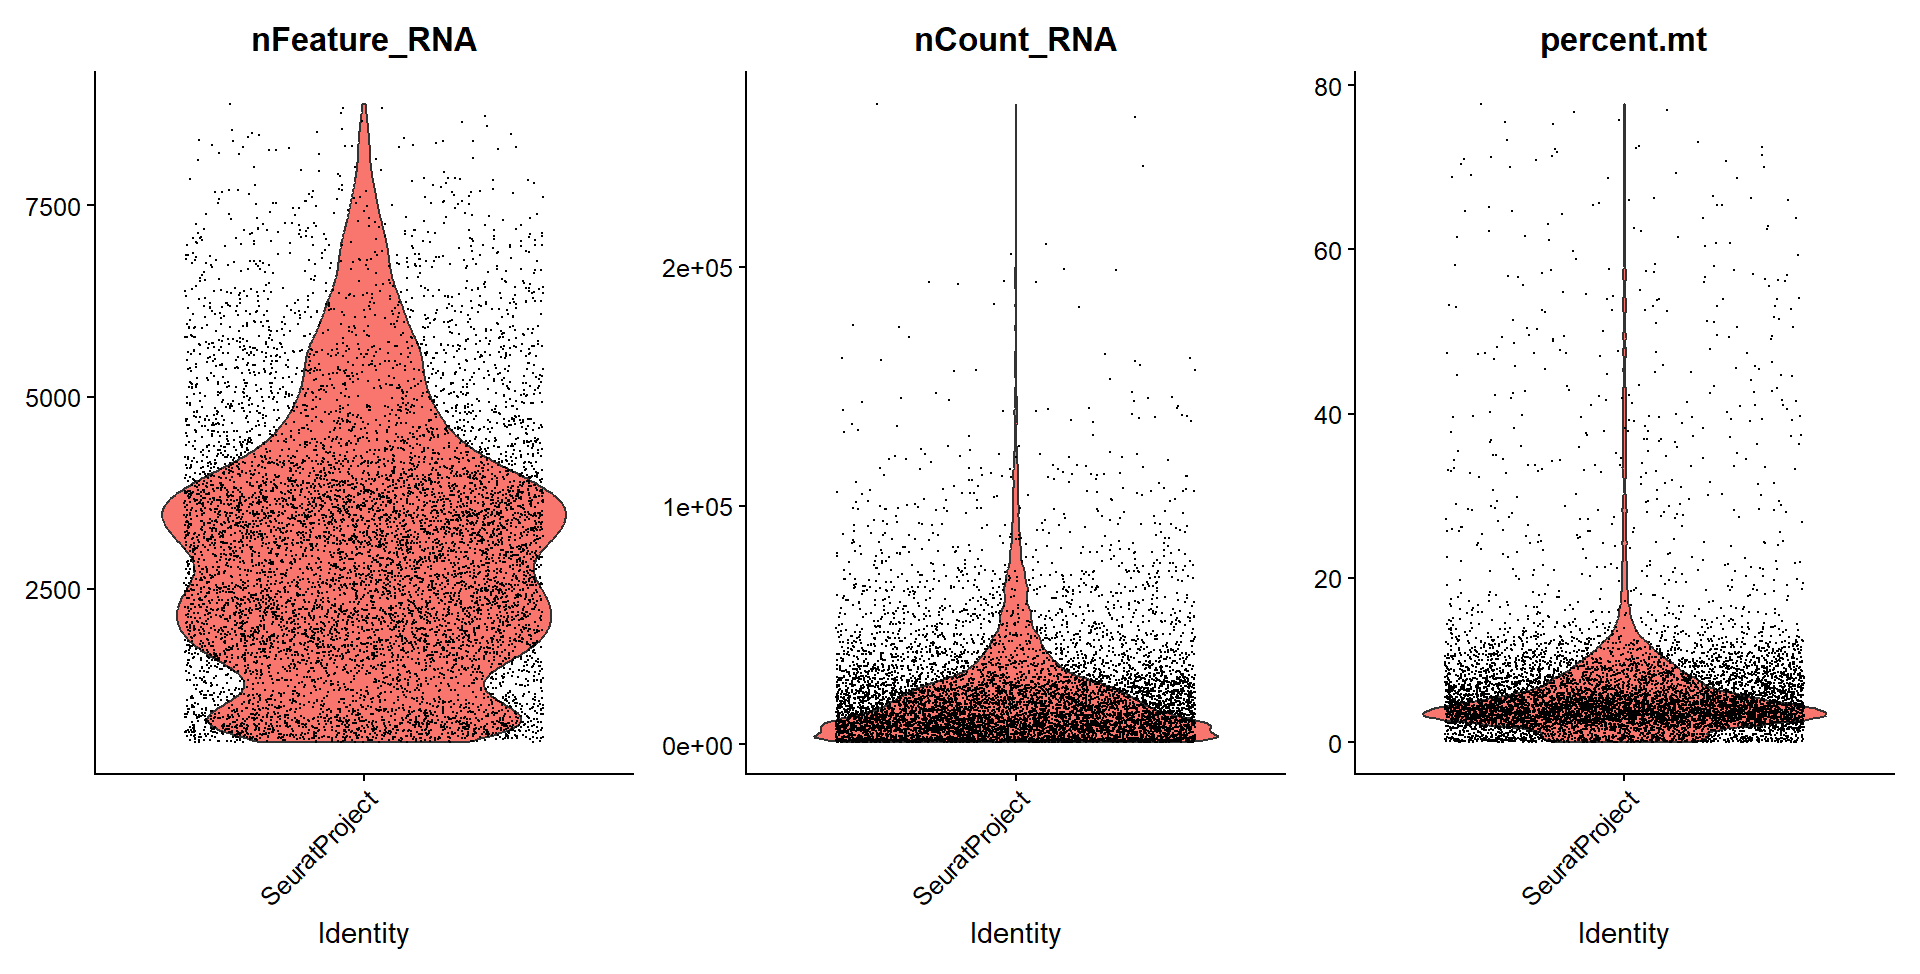 nFeature_RNA
7500
5000
2500
SeuratProject
Identity
nCount_RNA
2e+05
1e+05
0e+00
SeuratProject
Identity
percent.mt
80
60
40
20
0
SeuratProject
Identity